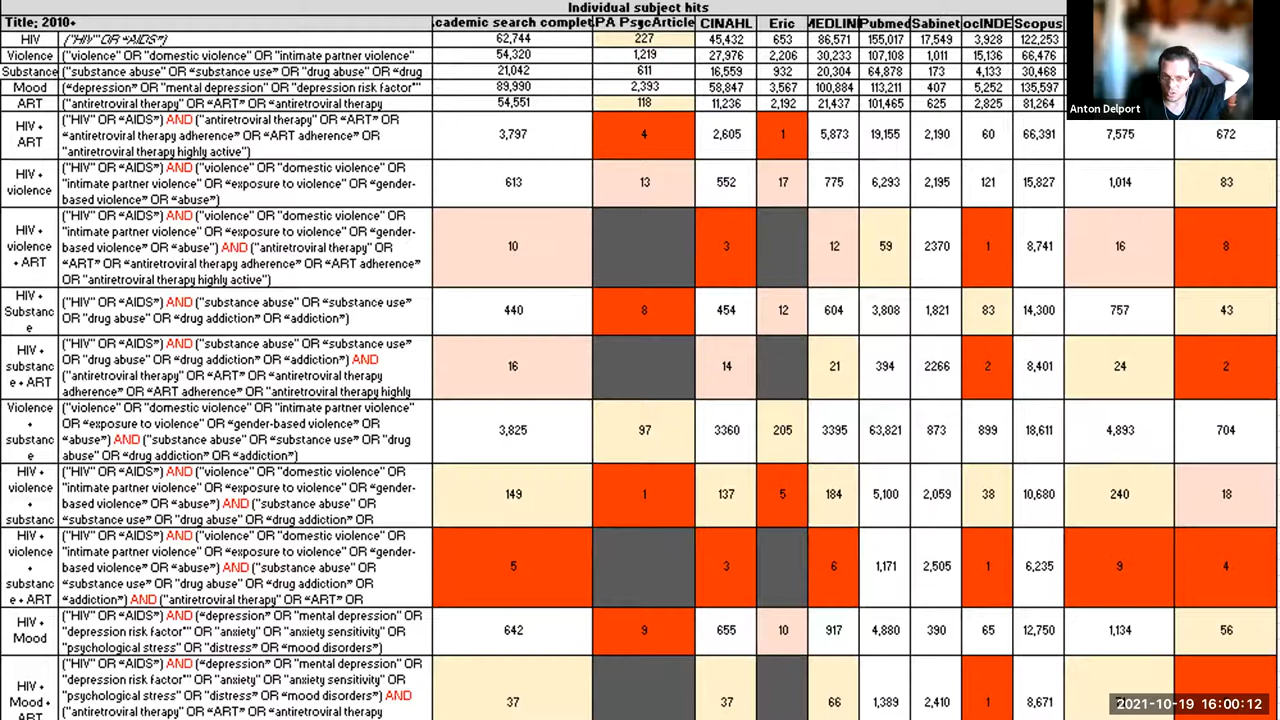 Individual subject hits
Title; 2010+ cademic search complet PA PsycArticle CINAHL Eric MEDLINE Pubmed Sabinet ocINDE Scopus
HIV ("HIV" OR "AIDS") 62,744 227 45,432 653 86,571 155,017 17,549 3,928 122,253
Violence ("violence" OR "domestic violence" OR "intimate partner violence" 54,320 1,219 27,976 2,206 30,233 107,108 1,011 15,136 66,476
Substance ("substance abuse" OR "substance use" OR "drug abuse" OR "drug 21,042 611 16,559 932 20,304 64,878 173 4,133 30,468
Mood ("depression" OR "mental depression" OR "depression risk factor"" 89,990 2,393 58,847 3,567 100,884 113,211 407 5,252 135,597
ART ("antiretroviral therapy" OR "ART" OR "antiretroviral therapy 54,551 118 11,236 2,192 21,437 101,465 625 2,825 81,264
Anton Delport
HIV +
ART
("HIV" OR "AIDS") AND ("antiretroviral therapy" OR "ART" OR
"antiretroviral therapy adherence" OR "ART adherence" OR
"antiretroviral therapy highly active")
3,797 4 2,605 1 5,873 19,155 2,190 60 66,391 7,575 672
HIV +
violence
("HIV" OR "AIDS") AND ("violence" OR "domestic violence" OR
"intimate partner violence" OR "exposure to violence" OR "gender-
based violence" OR "abuse")
613 13 552 17 775 6,293 2,195 121 15,827 1,014 83
HIV +
violence
+ ART
("HIV" OR "AIDS") AND ("violence" OR "domestic violence" OR
"intimate partner violence" OR "exposure to violence" OR "gender-
based violence" OR "abuse") AND ("antiretroviral therapy" OR
"ART" OR "antiretroviral therapy adherence" OR "ART adherence"
OR "antiretroviral therapy highly active")
10 3 12 59 2370 1 8,741 16 8
HIV +
Substanc
e
("HIV" OR "AIDS") AND ("substance abuse" OR "substance use"
OR "drug abuse" OR "drug addiction" OR "addiction")
440 8 454 12 604 3,808 1,821 83 14,300 757 43
HIV +
substanc
e + ART
("HIV" OR "AIDS") AND ("substance abuse" OR "substance use"
OR "drug abuse" OR "drug addiction" OR "addiction") AND
("antiretroviral therapy" OR "ART" OR "antiretroviral therapy
adherence" OR "ART adherence" OR "antiretroviral therapy highly
16 14 21 394 2266 2 8,401 24 2
Violence
+
substanc
e
("violence" OR "domestic violence" OR "intimate partner violence"
OR "exposure to violence" OR "gender-based violence" OR
"abuse") AND ("substance abuse" OR "substance use" OR "drug
abuse" OR "drug addiction" OR "addiction")
3,825 97 3360 205 3395 63,821 873 899 18,611 4,893 704
HIV +
violence
+
substanc
("HIV" OR "AIDS") AND ("violence" OR "domestic violence" OR
"intimate partner violence" OR "exposure to violence" OR "gender-
based violence" OR "abuse") AND ("substance abuse" OR
"substance use" OR "drug abuse" OR "drug addiction" OR
149 1 137 5 184 5,100 2,059 38 10,680 240 18
HIV +
violence
+
substanc
e + ART
("HIV" OR "AIDS") AND ("violence" OR "domestic violence" OR
"intimate partner violence" OR "exposure to violence" OR "gender-
based violence" OR "abuse") AND ("substance abuse" OR
"substance use" OR "drug abuse" OR "drug addiction" OR
"addiction") AND ("antiretroviral therapy" OR "ART" OR
5 3 6 1,171 2,505 1 6,235 9 4
HIV +
Mood
("HIV" OR "AIDS") AND ("depression" OR "mental depression" OR
"depression risk factor"" OR "anxiety" OR "anxiety sensitivity" OR
"psychological stress" OR "distress" OR "mood disorders")
642 9 655 10 917 4,880 390 65 12,750 1,134 56
HIV +
Mood +
ART
("HIV" OR "AIDS") AND ("depression" OR "mental depression" OR
"depression risk factor"" OR "anxiety" OR "anxiety sensitivity" OR
"psychological stress" OR "distress" OR "mood disorders") AND
("antiretroviral therapy" OR "ART" OR "antiretroviral therapy
37 37 66 1,389 2,410 1 8,671
2021-10-19 16:00:12